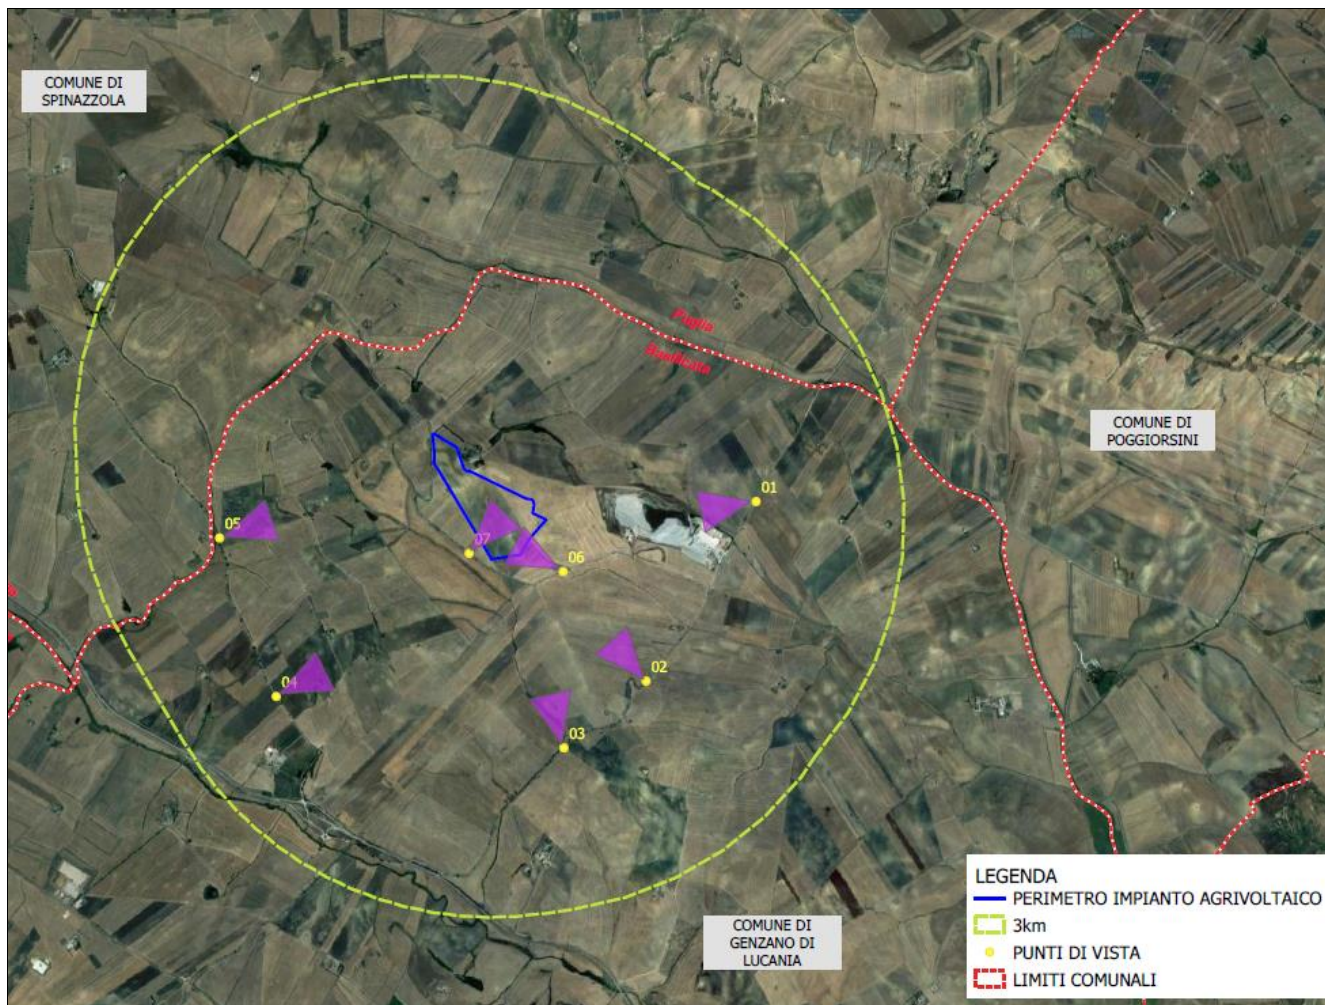 COMUNE DI
SPINAZZOLA
Puglia
Basilicata
COMUNE DI
POGGIORSINI
01
05
07
06
02
04
03
COMUNE DI
GENZANO DI
LUCANIA
LEGENDA
PERIMETRO IMPIANTO AGRIVOLTAICO
3km
PUNTI DI VISTA
LIMITI COMUNALI